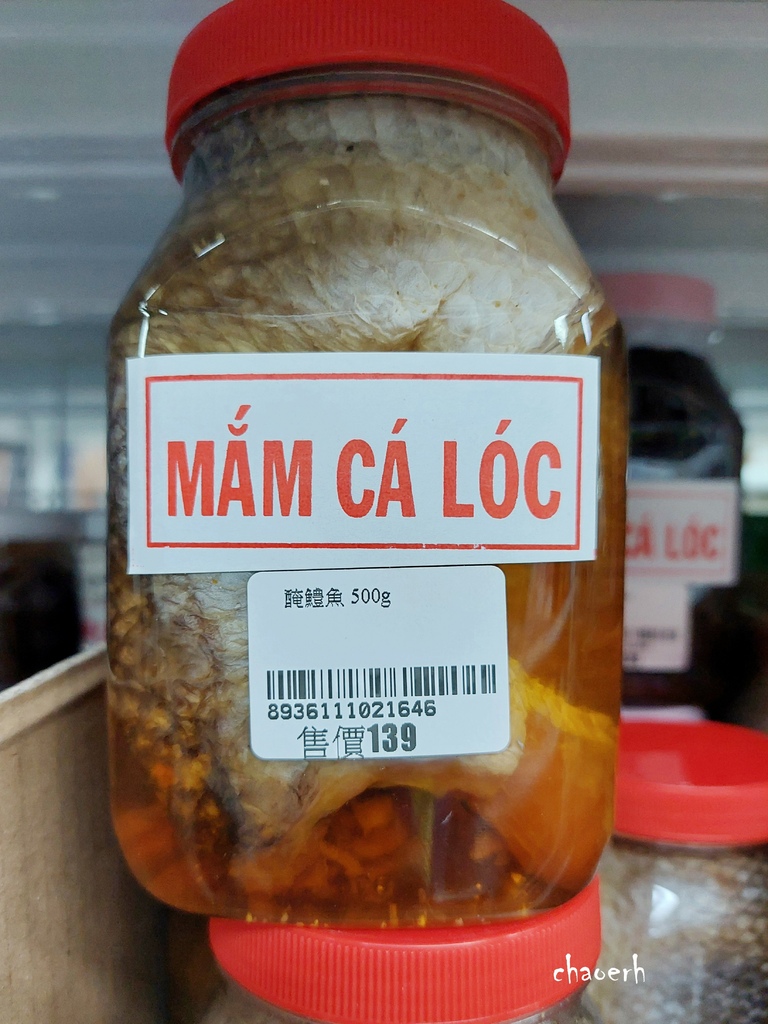 MẮM CÁ LÓC
醃鱧魚 500g
8936111021646
售價139
CÁ LÓC
chaoerh